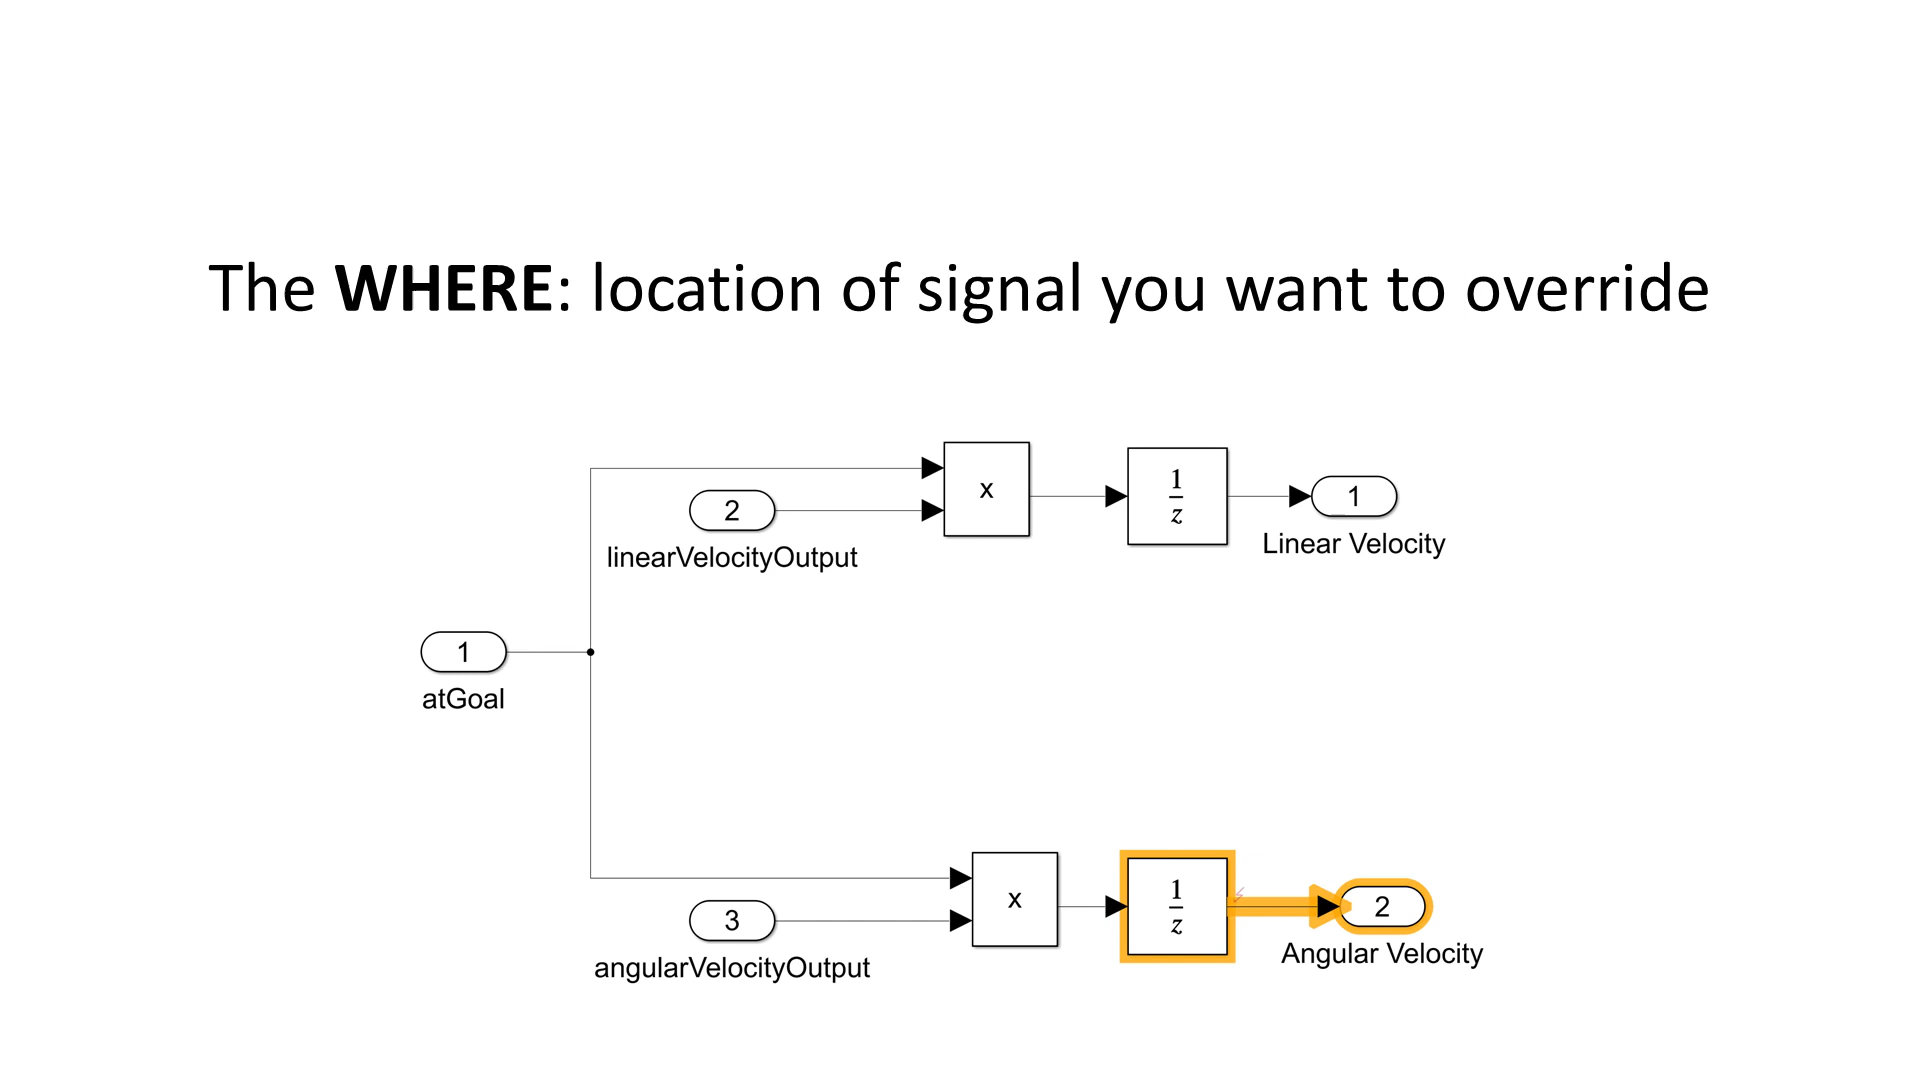 The WHERE: location of signal you want to override
x
1
z
1
Linear Velocity
2
linearVelocityOutput
1
atGoal
x
1
z
2
Angular Velocity
3
angularVelocityOutput